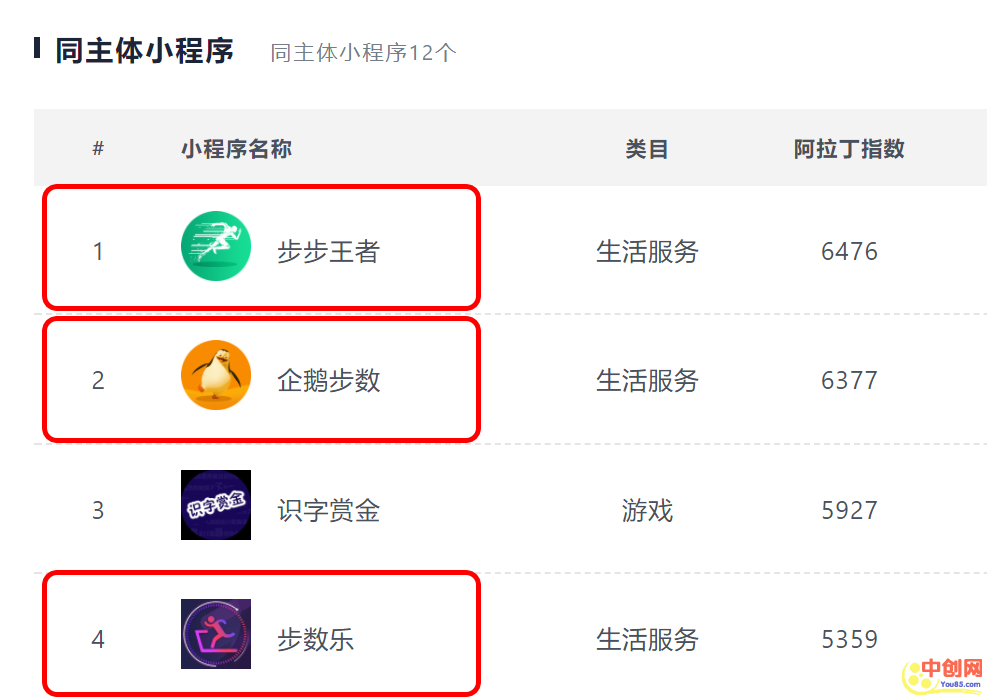 同主体小程序 同主体小程序12个
# 小程序名称 类目 阿拉丁指数
1 步步王者 生活服务 6476
2 企鹅步数 生活服务 6377
3 识字赏金 识字赏金 游戏 5927
4 步数乐 生活服务 5359
中创网
You85.com